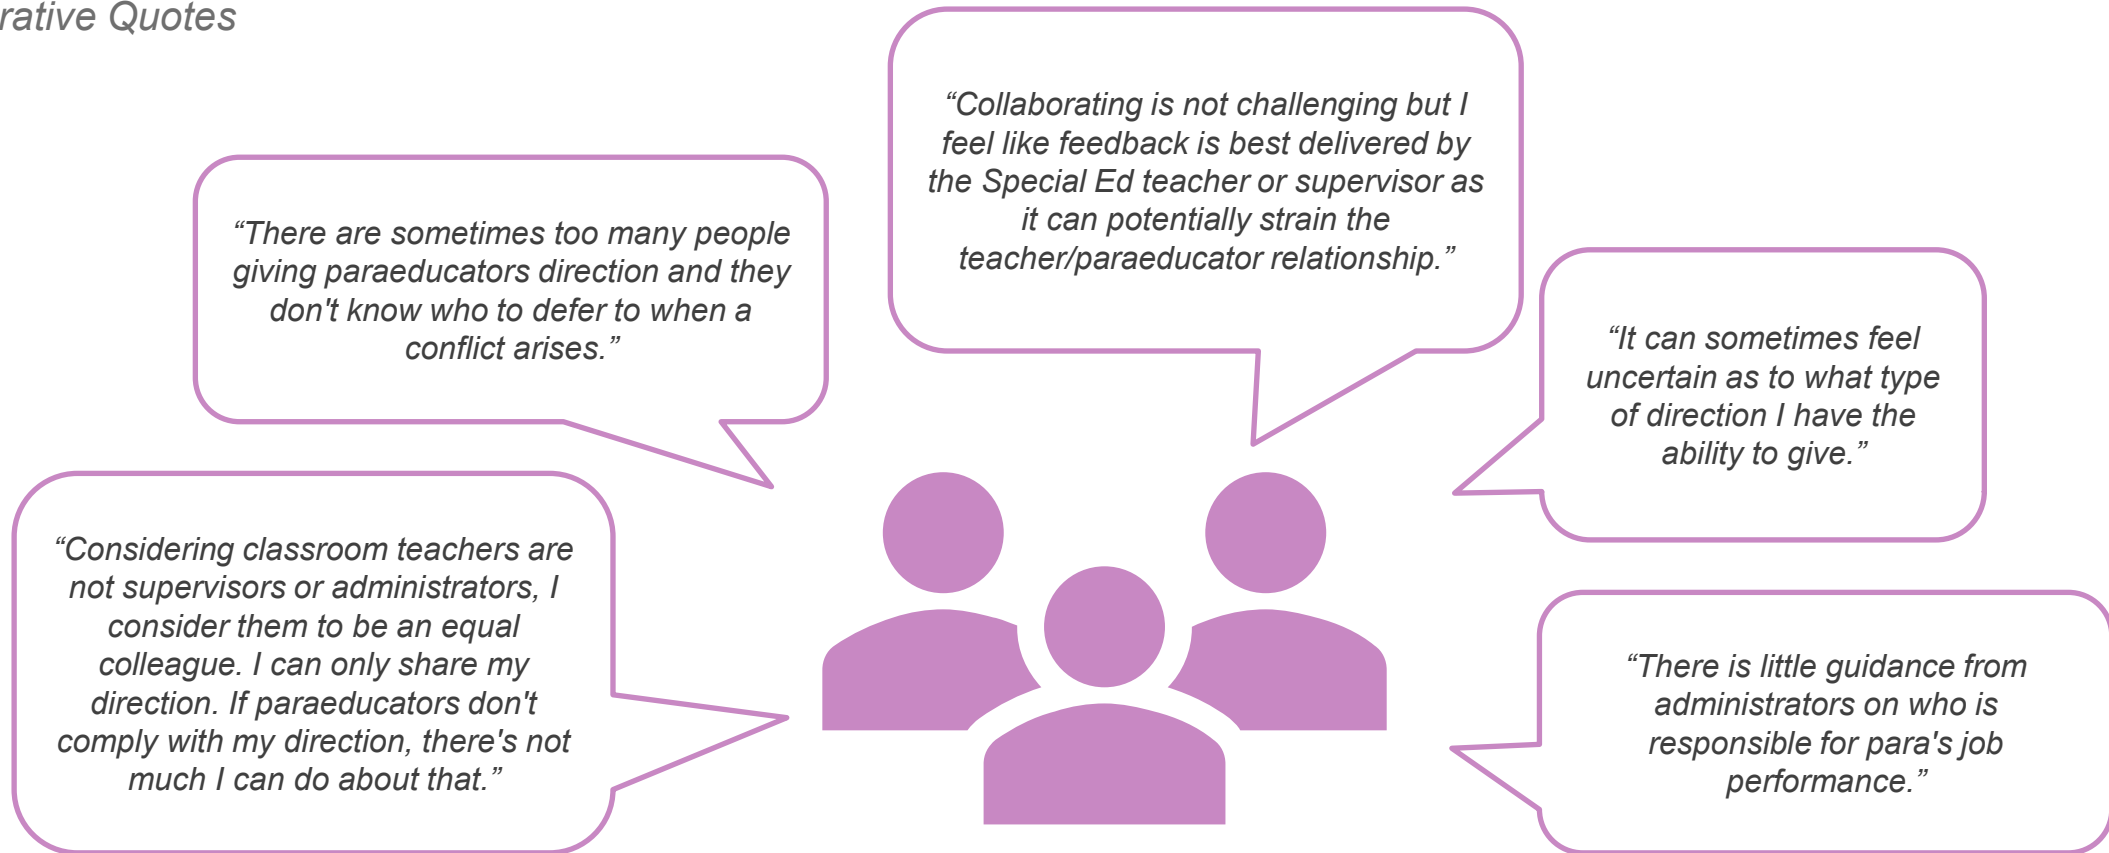 rative Quotes
“Collaborating is not challenging but I
feel like feedback is best delivered by
the Special Ed teacher or supervisor as
it can potentially strain the
teacher/paraeducator relationship.”
“There are sometimes too many people
giving paraeducators direction and they
don't know who to defer to when a
conflict arises.”
“It can sometimes feel
uncertain as to what type
of direction I have the
ability to give.”
“Considering classroom teachers are
not supervisors or administrators, I
consider them to be an equal
colleague. I can only share my
direction. If paraeducators don't
comply with my direction, there's not
much I can do about that.”
“There is little guidance from
administrators on who is
responsible for para's job
performance.”